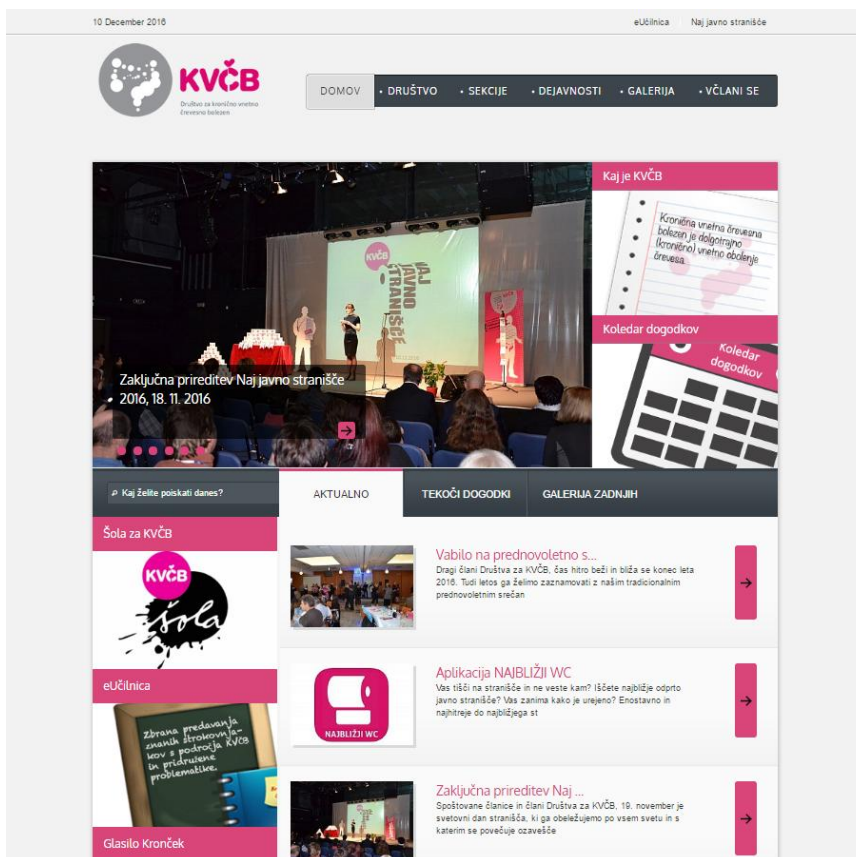 10 December 2016
eUčilnica
Naj javno stranišče
KVČB
Društvo za kronično vnetno
črevesno bolezen
DOMOV
• DRUŠTVO
• SEKCIJE
• DEJAVNOSTI
• GALERIJA
• VČLANI SE
KVČB
NAJ
JAVNO
STRANIŠČE
Zaključna prireditev Naj javno stranišče
2016, 18. 11. 2016
Kaj je KVČB
Kronična vnetna črevesna
bolezen je dolgotrajno
(kronično) vnetno obolenje
črevesa.
Koledar dogodkov
Koledar
dogodkov
Kaj želite poiskati danes?
AKTUALNO
TEKOČI DOGODKI
GALERIJA ZADNJIH
Šola za KVČB
KVČB
šola
eUčilnica
Zbrana predavanja
znanih strokovnja-
kov s področja KVČB
in pridružene
problematike.
Glasilo Kronček
Vabilo na prednovoletno s...
Dragi člani Društva za KVČB, čas hitro beži in bliža se konec leta
2016. Tudi letos ga želimo zaznamovati z našim tradicionalnim
prednovoletnim srečan
NAJBLIŽJI WC
Aplikacija NAJBLIŽJI WC
Vas tišči na stranišče in ne veste kam? Iščete najbližje odprto
javno stranišče? Vas zanima kako je urejeno? Enostavno in
najhitreje do najbližjega st
Zaključna prireditev Naj ...
Spoštovane članice in člani Društva za KVČB, 19. november je
svetovni dan stranišča, ki ga obeležujemo po vsem svetu in s
katerim se povečuje ozavešče